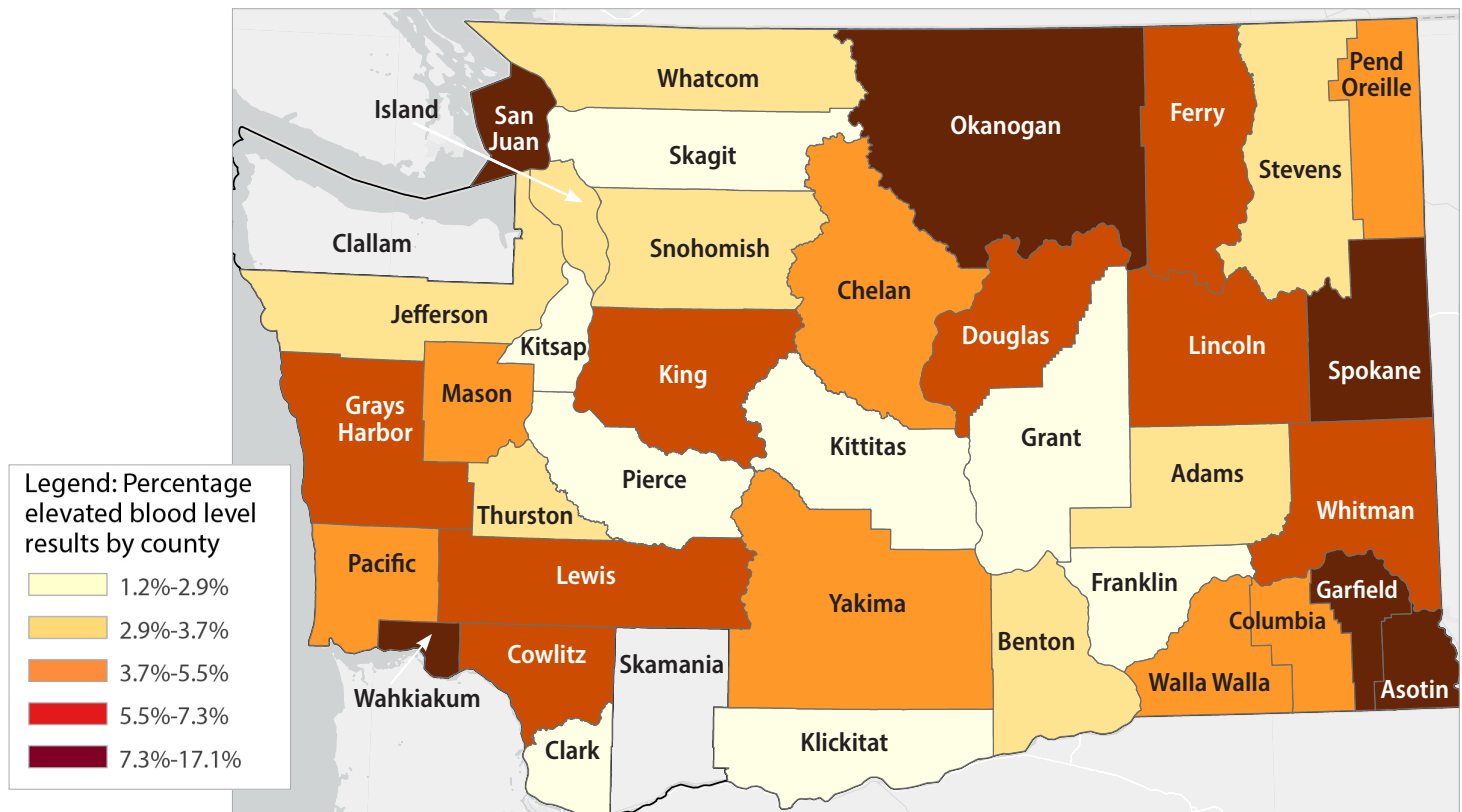 Whatcom
Pend
Oreille
Island
San
Juan
Okanogan
Ferry
Skagit
Stevens
Clallam
Snohomish
Chelan
Jefferson
Douglas
Kitsap
Lincoln
King
Spokane
Mason
Grays
Harbor
Kittitas
Grant
Pierce
Adams
Thurston
Whitman
Pacific
Lewis
Franklin
Garfield
Yakima
Columbia
Benton
Cowlitz
Skamania
Walla Walla
Asotin
Wahkiakum
Clark
Klickitat
Legend: Percentage
elevated blood level
results by county
1.2%-2.9%
2.9%-3.7%
3.7%-5.5%
5.5%-7.3%
7.3%-17.1%